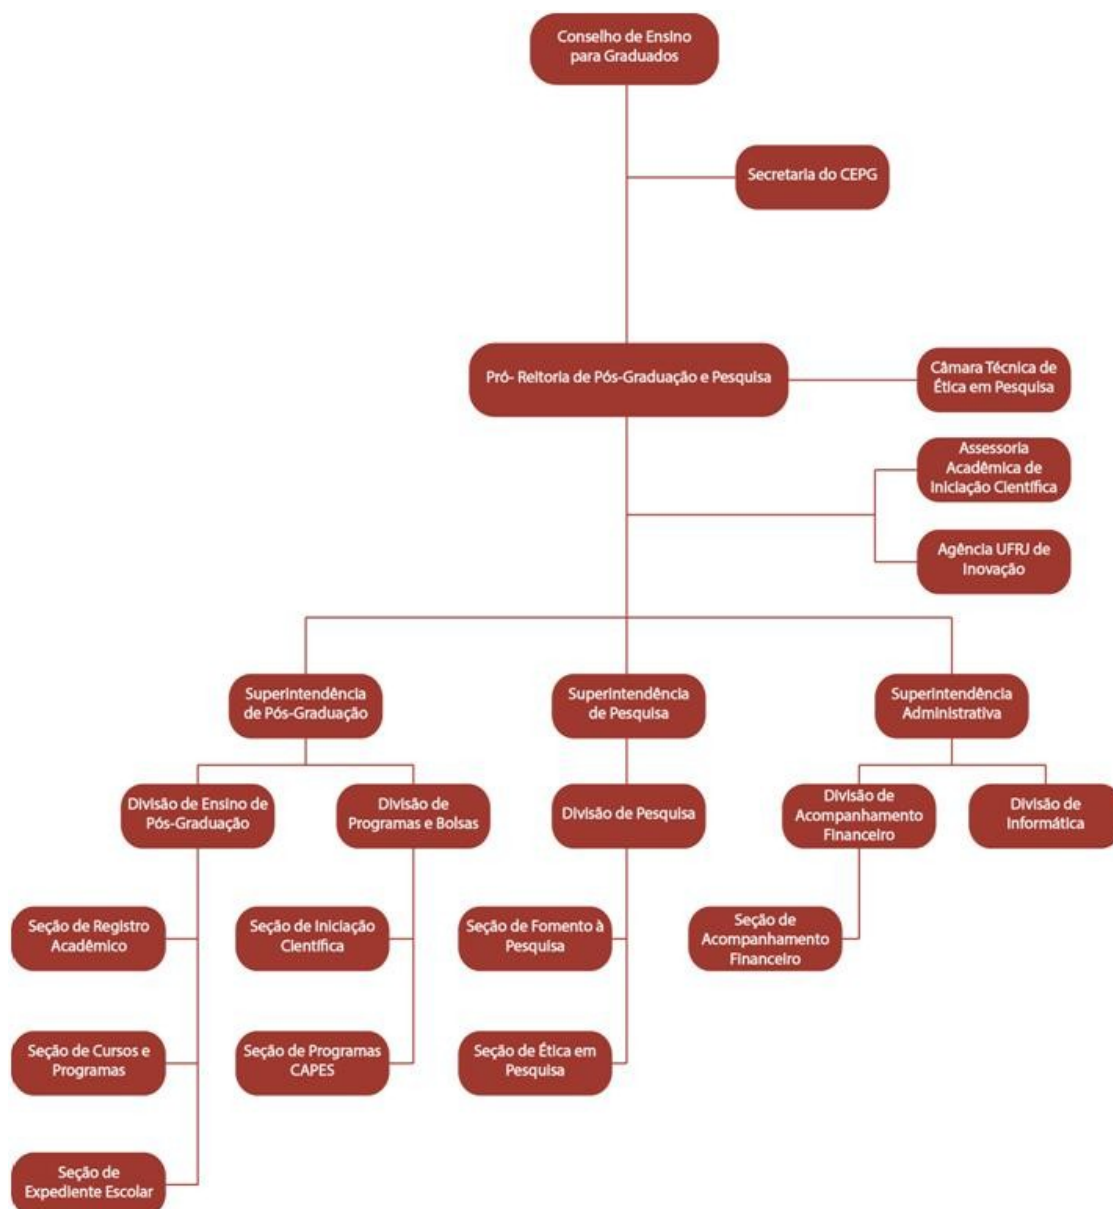 Conselho de Ensino
para Graduados
Secretaria do CEPG
Pró- Reitoria de Pós-Graduação e Pesquisa
Câmara Técnica de
Ética em Pesquisa
Assessoria
Acadêmica de
Iniciação Científica
Agência UFRJ de
Inovação
Superintendência
de Pós-Graduação
Superintendência
de Pesquisa
Superintendência
Administrativa
Divisão de Ensino de
Pós-Graduação
Divisão de
Programas e Bolsas
Divisão de Pesquisa
Divisão de
Acompanhamento
Financeiro
Divisão de
Informática
Seção de Registro
Acadêmico
Seção de Iniciação
Científica
Seção de Fomento à
Pesquisa
Seção de
Acompanhamento
Financeiro
Seção de Cursos e
Programas
Seção de Programas
CAPES
Seção de Ética em
Pesquisa
Seção de
Expediente Escolar